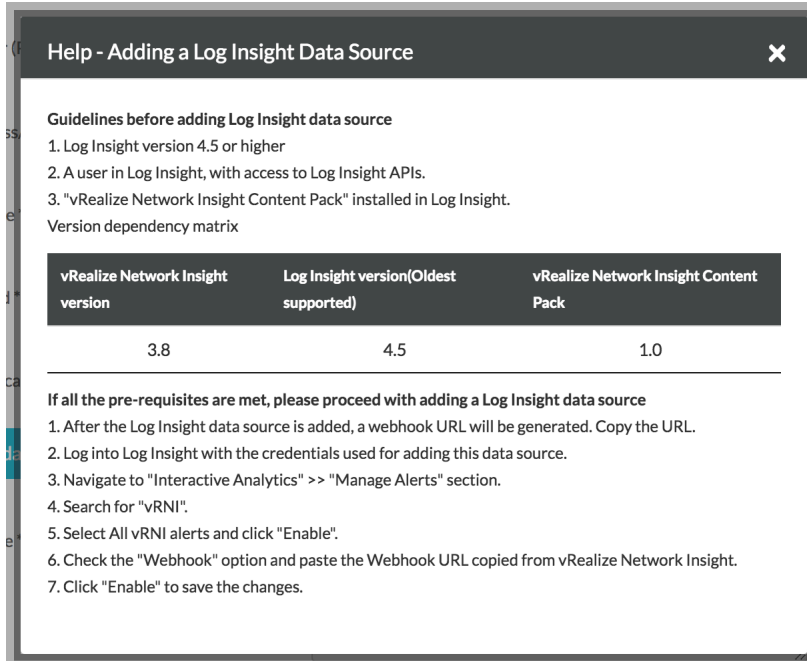 Help - Adding a Log Insight Data Source
Guidelines before adding Log Insight data source
1. Log Insight version 4.5 or higher
2. A user in Log Insight, with access to Log Insight APIs.
3. "vRealize Network Insight Content Pack" installed in Log Insight.
Version dependency matrix
vRealize Network Insight version Log Insight version(Oldest supported) vRealize Network Insight Content Pack
3.8 4.5 1.0
If all the pre-requisites are met, please proceed with adding a Log Insight data source
1. After the Log Insight data source is added, a webhook URL will be generated. Copy the URL.
2. Log into Log Insight with the credentials used for adding this data source.
3. Navigate to "Interactive Analytics" >> "Manage Alerts" section.
4. Search for "vRNI".
5. Select All vRNI alerts and click "Enable".
6. Check the "Webhook" option and paste the Webhook URL copied from vRealize Network Insight.
7. Click "Enable" to save the changes.